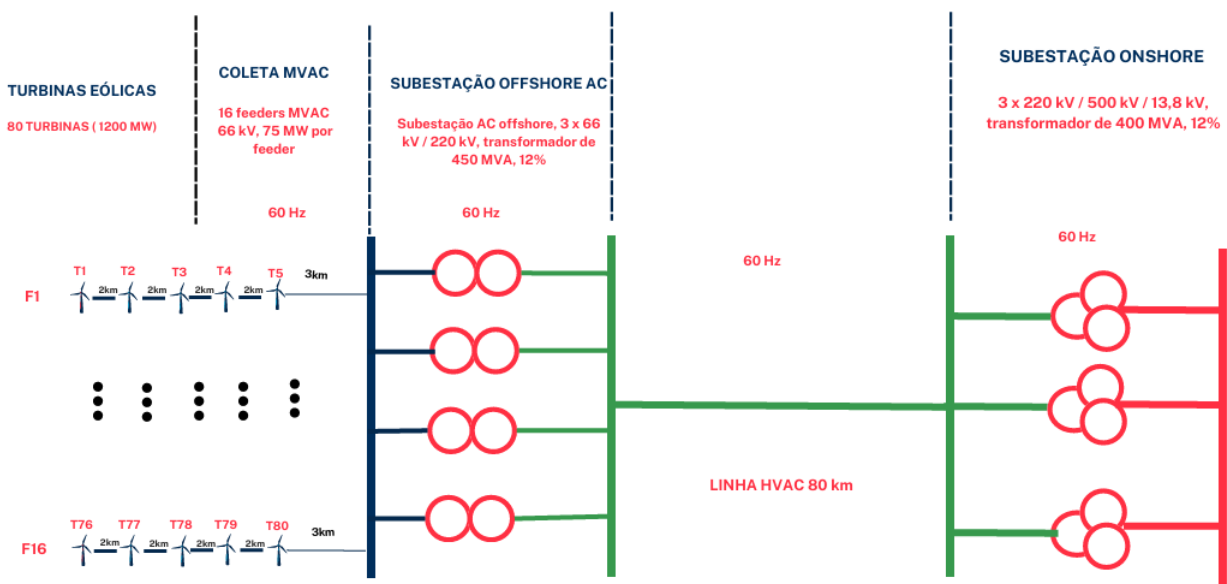 TURBINAS EÓLICAS
80 TURBINAS ( 1200 MW)
COLETA MVAC
16 feeders MVAC
66 kV, 75 MW por
feeder
60 Hz
SUBESTAÇÃO OFFSHORE AC
Subestação AC offshore, 3 x 66
kV / 220 kV, transformador de
450 MVA, 12%
60 Hz
60 Hz
LINHA HVAC 80 km
SUBESTAÇÃO ONSHORE
3 x 220 kV / 500 kV / 13,8 kV,
transformador de 400 MVA, 12%
60 Hz
T1 T2 T3 T4 T5
F1 2km 2km 2km 2km 3km
T76 T77 T78 T79 T80
F16 2km 2km 2km 2km 3km